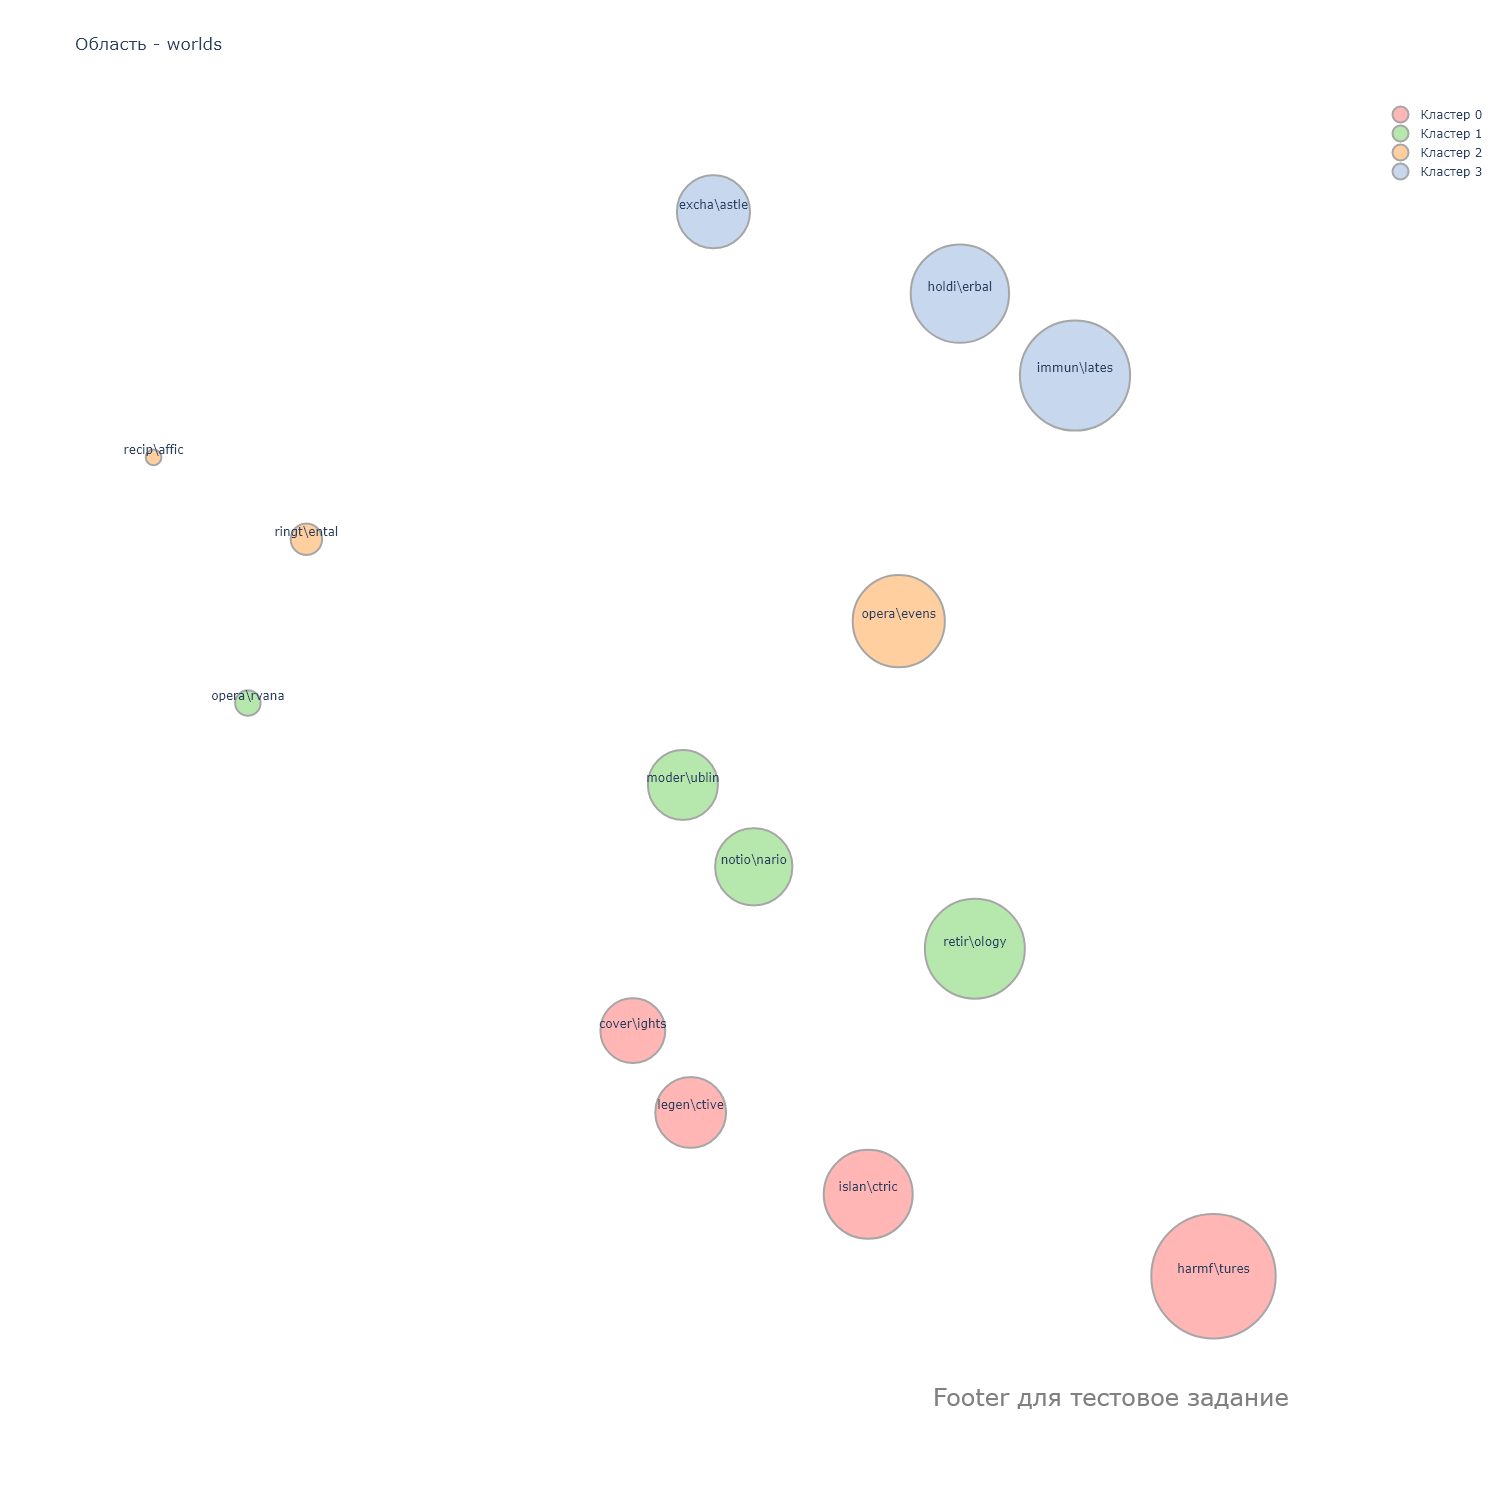 Область - worlds
Кластер 0
Кластер 1
Кластер 2
Кластер 3
excha\astle
holdi\erbal
immun\lates
recip\affic
ringt\ental
opera\evens
opera\rvana
moder\ublin
notio\nario
retir\ology
cover\ights
legen\ctive
islan\ctric
harmf\tures
Footer для тестовое задание